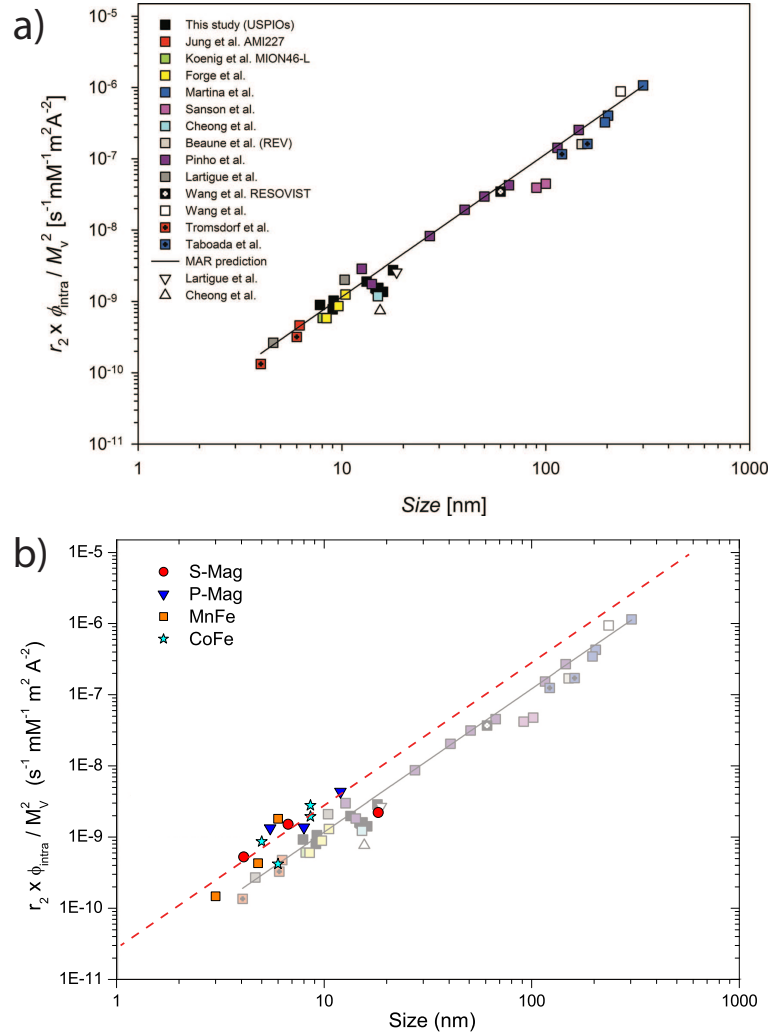 a)
r₂ x ϕintra / Mv² [s⁻¹mM⁻¹m²A⁻²]
10⁻⁵
10⁻⁶
10⁻⁷
10⁻⁸
10⁻⁹
10⁻¹⁰
10⁻¹¹
This study (USPIOs)
Jung et al. AMI227
Koenig et al. MION46-L
Forge et al.
Martina et al.
Sanson et al.
Cheong et al.
Beaune et al. (REV)
Pinho et al.
Lartigue et al.
Wang et al. RESOVIST
Wang et al.
Tromsdorf et al.
Taboada et al.
MAR prediction
Lartigue et al.
Cheong et al.
1 10 100 1000
Size [nm]
b)
r₂ x ϕintra / Mv² (s⁻¹ mM⁻¹ m² A⁻²)
1E-5
1E-6
1E-7
1E-8
1E-9
1E-10
1E-11
S-Mag
P-Mag
MnFe
CoFe
1 10 100 1000
Size (nm)